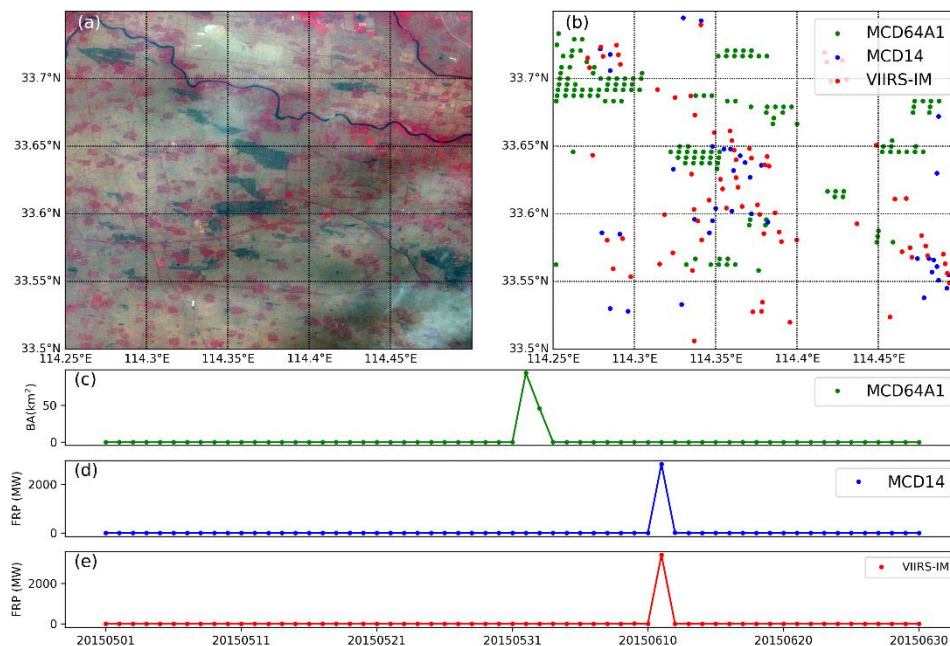 (a)
33.7°N
33.65°N
33.6°N
33.55°N
33.5°N
114.25°E 114.3°E 114.35°E 114.4°E 114.45°E
(b)
MCD64A1
MCD14
VIIRS-IM
33.7°N
33.65°N
33.6°N
33.55°N
33.5°N
114.25°E 114.3°E 114.35°E 114.4°E 114.45°E
(c)
BA(km²)
50
0
MCD64A1
(d)
FRP (MW)
2000
0
MCD14
(e)
FRP (MW)
2000
0
VIIRS-IM
20150501 20150511 20150521 20150531 20150610 20150620 20150630